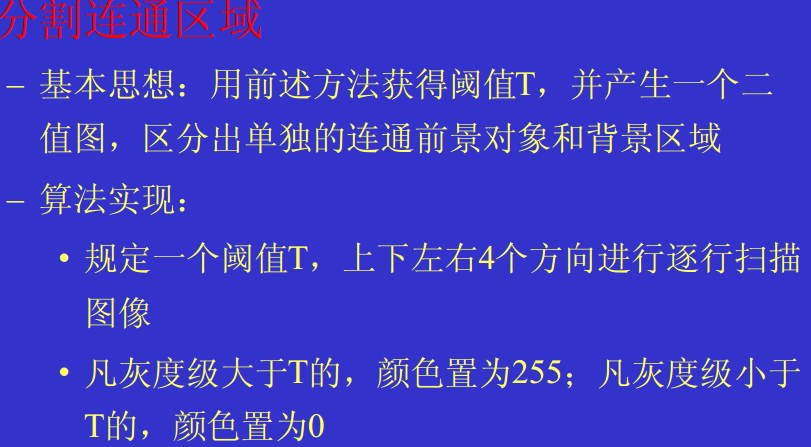 分割连通区域
– 基本思想：用前述方法获得阈值T，并产生一个二
值图，区分出单独的连通前景对象和背景区域
– 算法实现：
• 规定一个阈值T，上下左右4个方向进行逐行扫描
图像
• 凡灰度级大于T的，颜色置为255；凡灰度级小于
T的，颜色置为0